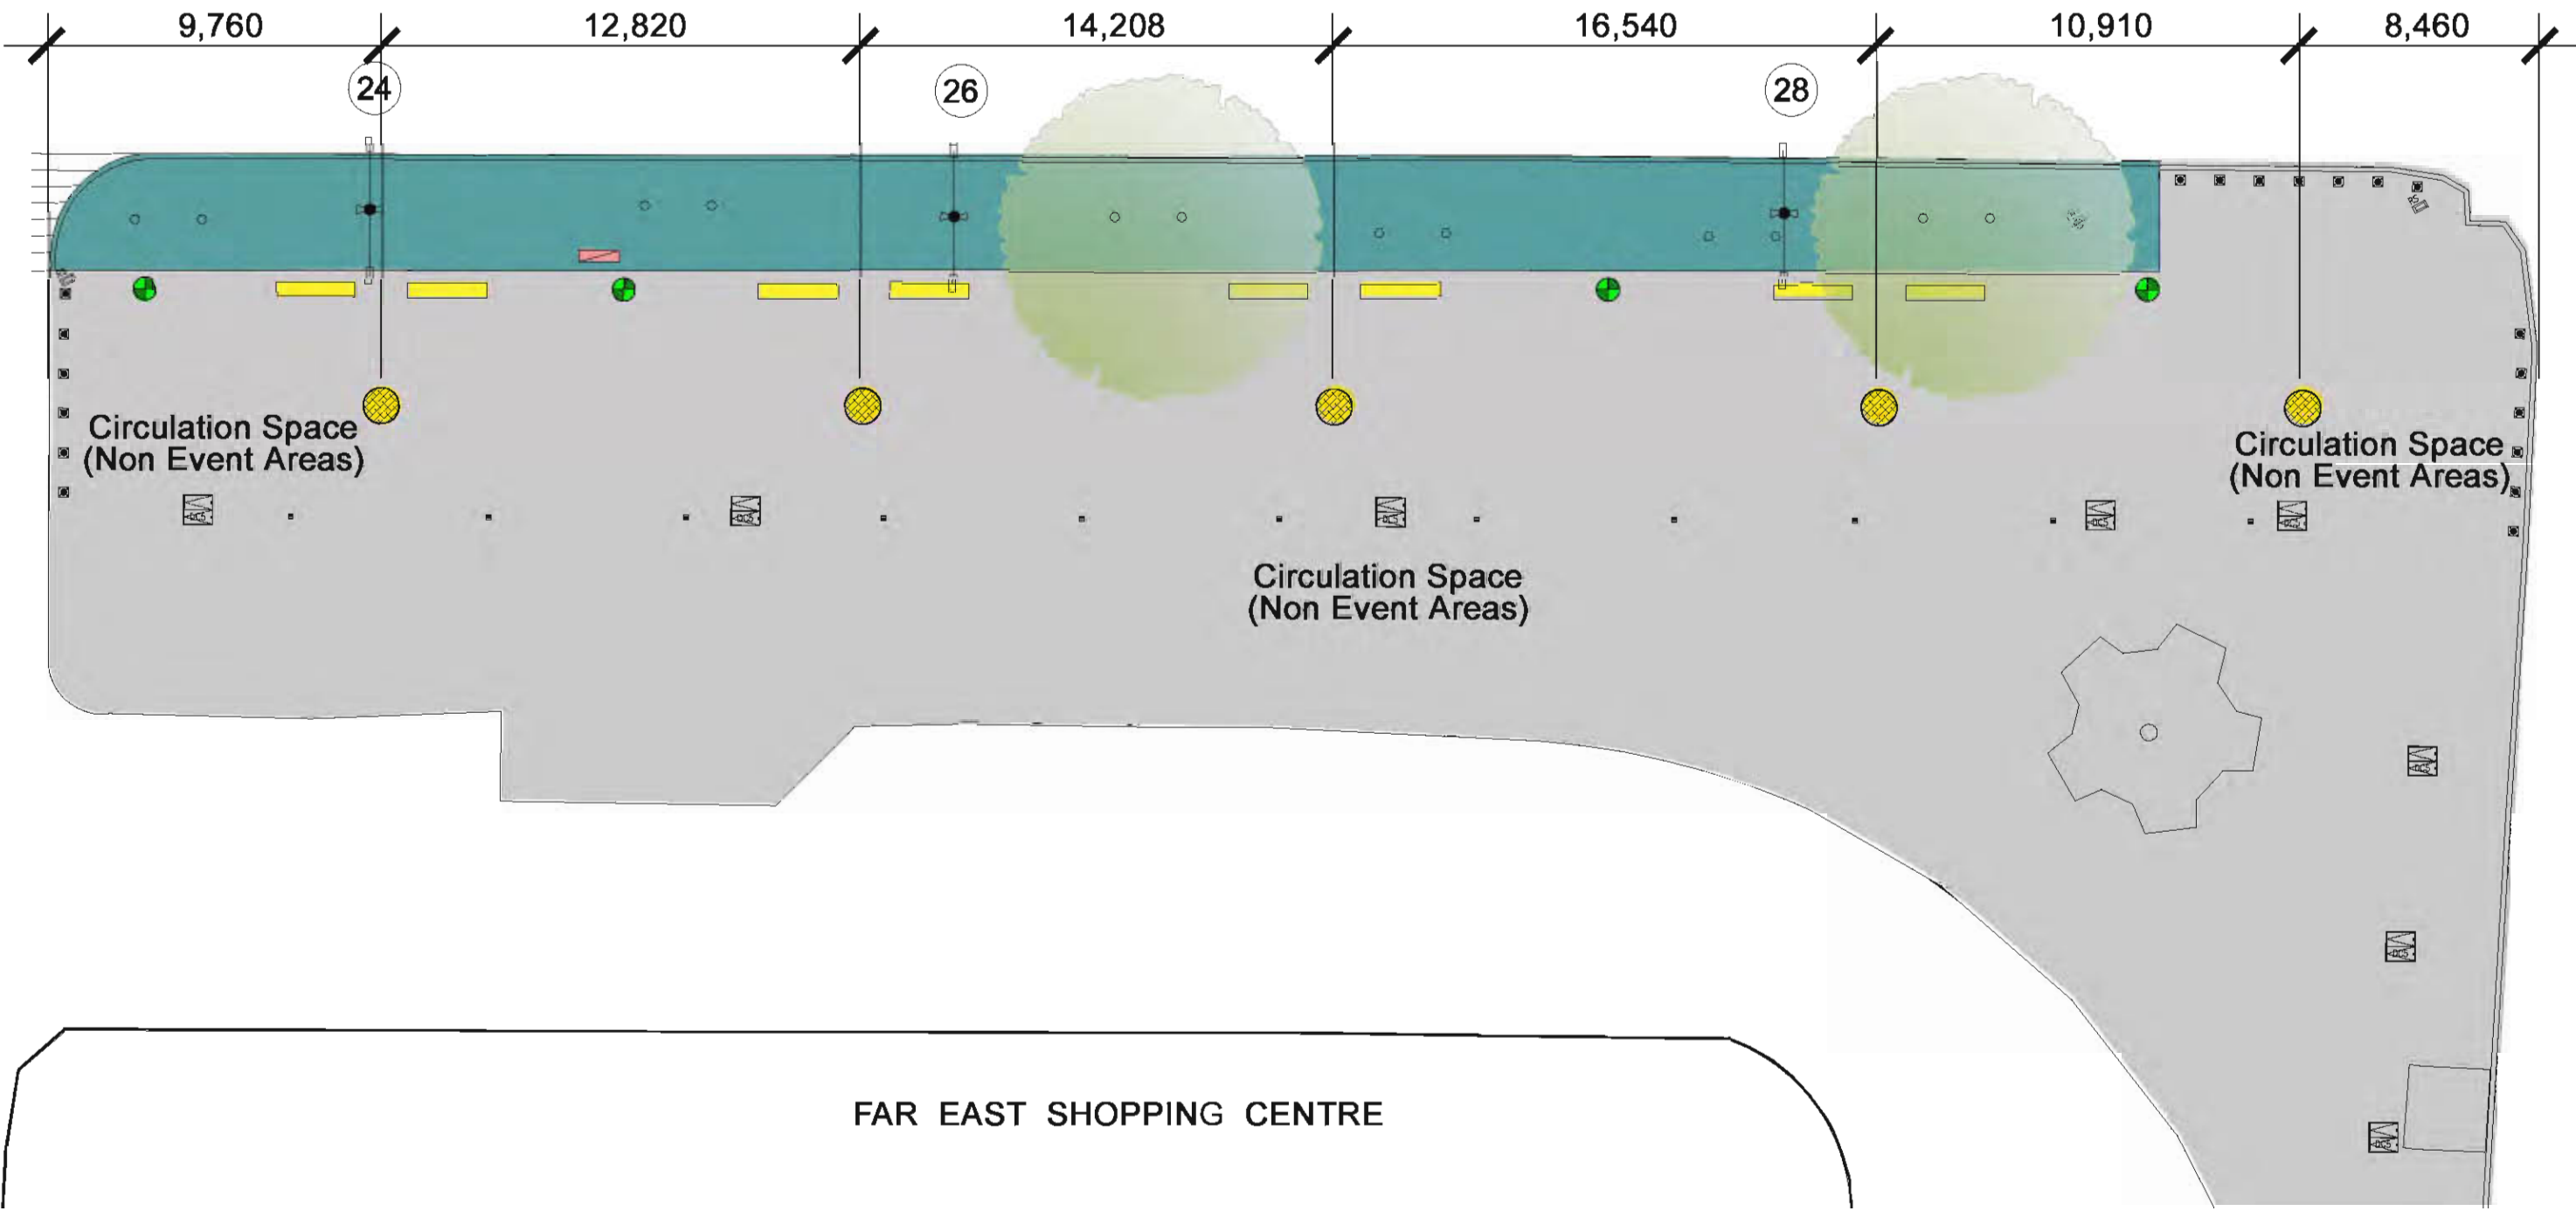 9,760
12,820
14,208
16,540
10,910
8,460
24
26
28
Circulation Space
(Non Event Areas)
Circulation Space
(Non Event Areas)
Circulation Space
(Non Event Areas)
FAR EAST SHOPPING CENTRE